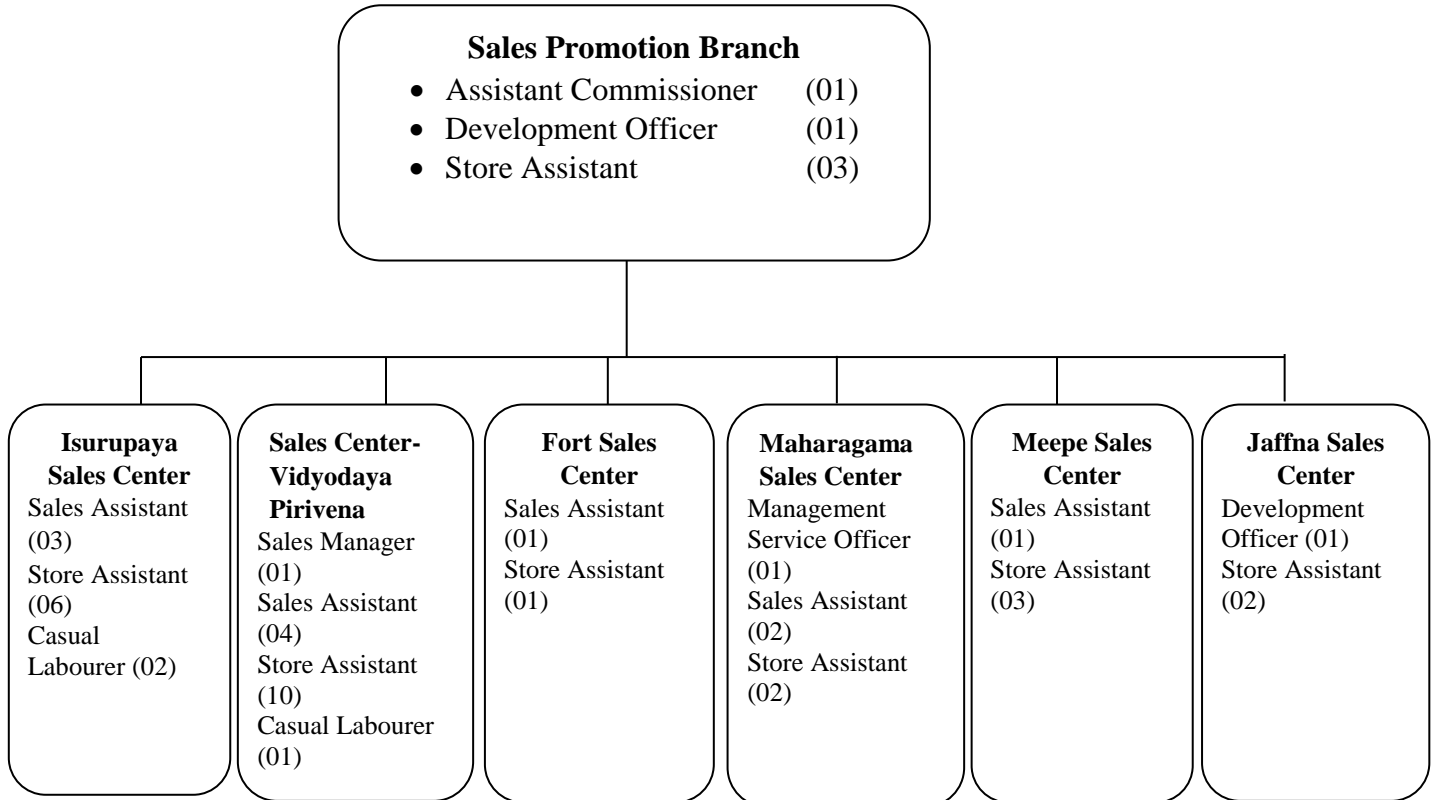 Sales Promotion Branch
• Assistant Commissioner (01)
• Development Officer (01)
• Store Assistant (03)
Isurupaya
Sales Center
Sales Assistant
(03)
Store Assistant
(06)
Casual
Labourer (02)
Sales Center-
Vidyodaya
Pirivena
Sales Manager
(01)
Sales Assistant
(04)
Store Assistant
(10)
Casual Labourer
(01)
Fort Sales
Center
Sales Assistant
(01)
Store Assistant
(01)
Maharagama
Sales Center
Management
Service Officer
(01)
Sales Assistant
(02)
Store Assistant
(02)
Meepe Sales
Center
Sales Assistant
(01)
Store Assistant
(03)
Jaffna Sales
Center
Development
Officer (01)
Store Assistant
(02)